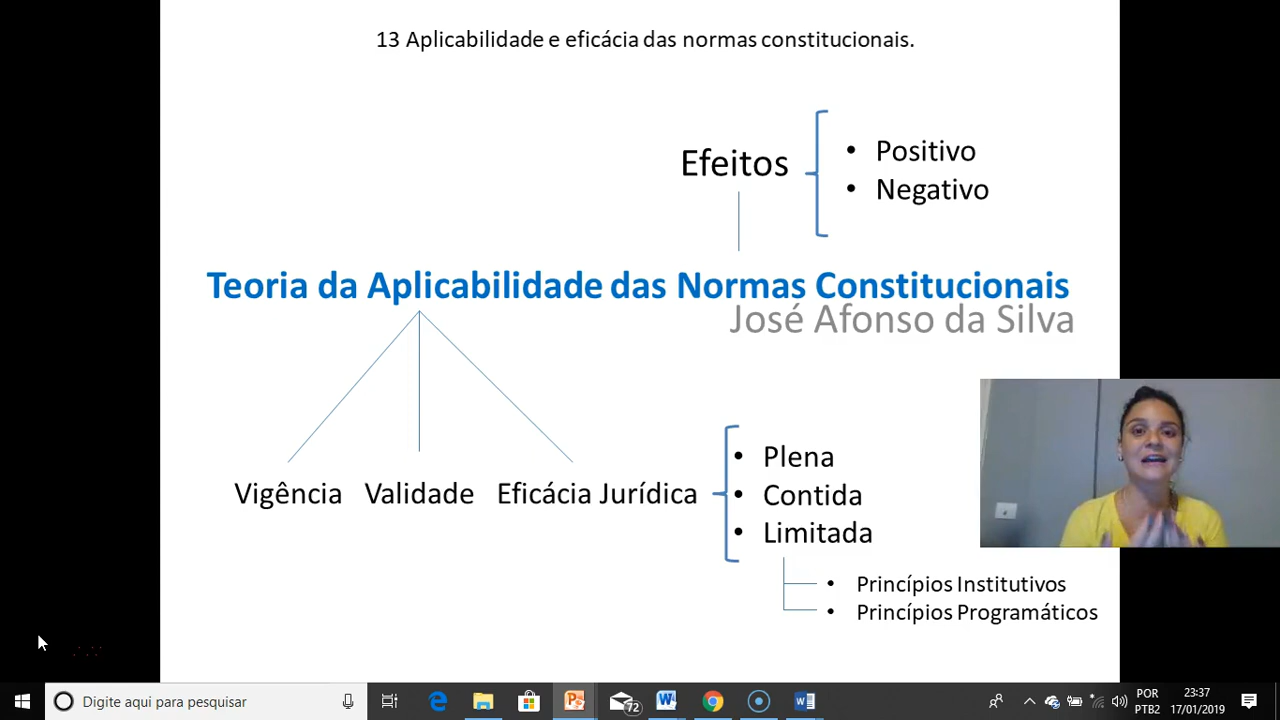 13 Aplicabilidade e eficácia das normas constitucionais.
Efeitos
• Positivo
• Negativo
Teoria da Aplicabilidade das Normas Constitucionais
José Afonso da Silva
Vigência Validade Eficácia Jurídica
• Plena
• Contida
• Limitada
• Princípios Institutivos
• Princípios Programáticos
Digite aqui para pesquisar
72
POR
PTB2
23:37
17/01/2019